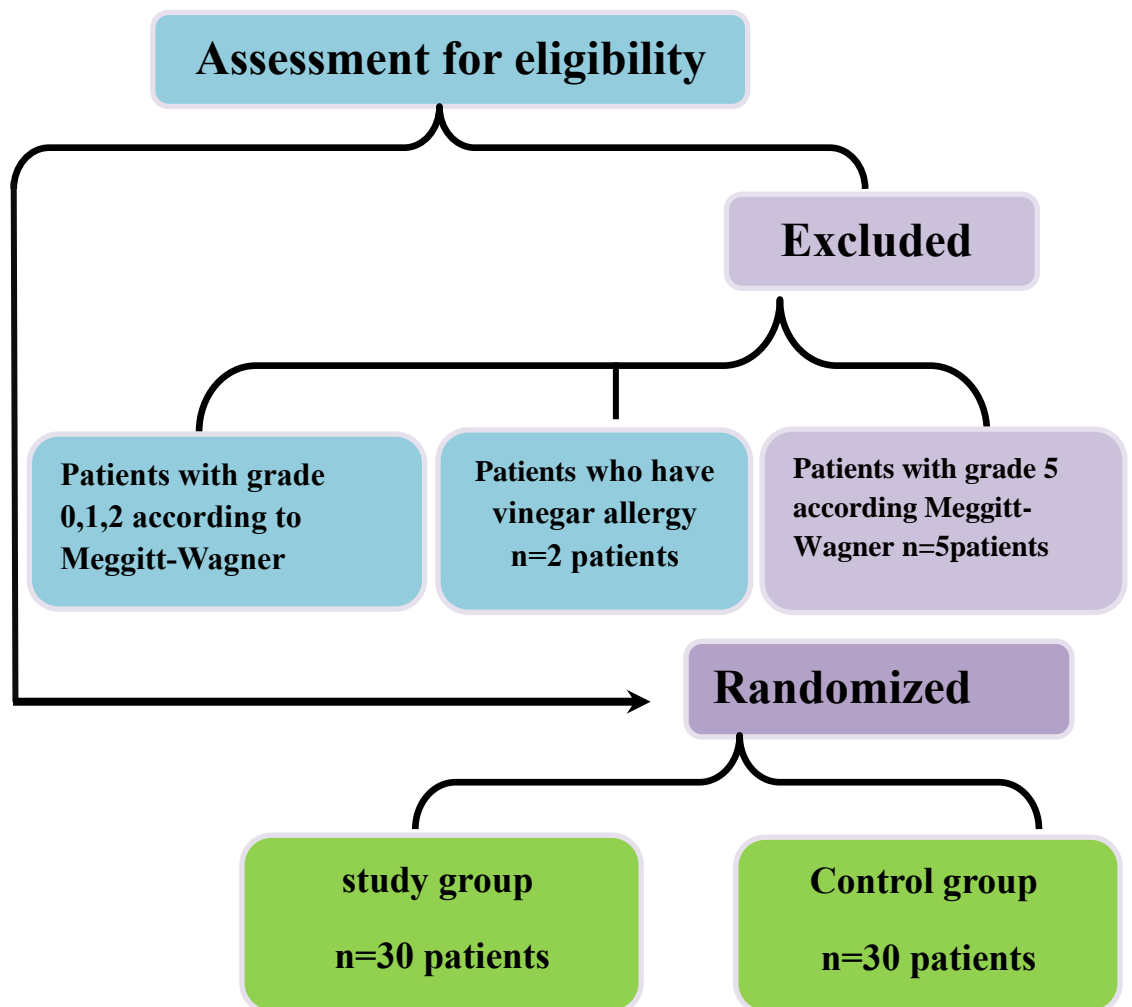 Assessment for eligibility
Excluded
Patients with grade
0,1,2 according to
Meggitt-Wagner
Patients who have
vinegar allergy
n=2 patients
Patients with grade 5
according Meggitt-
Wagner n=5patients
Randomized
study group
n=30 patients
Control group
n=30 patients